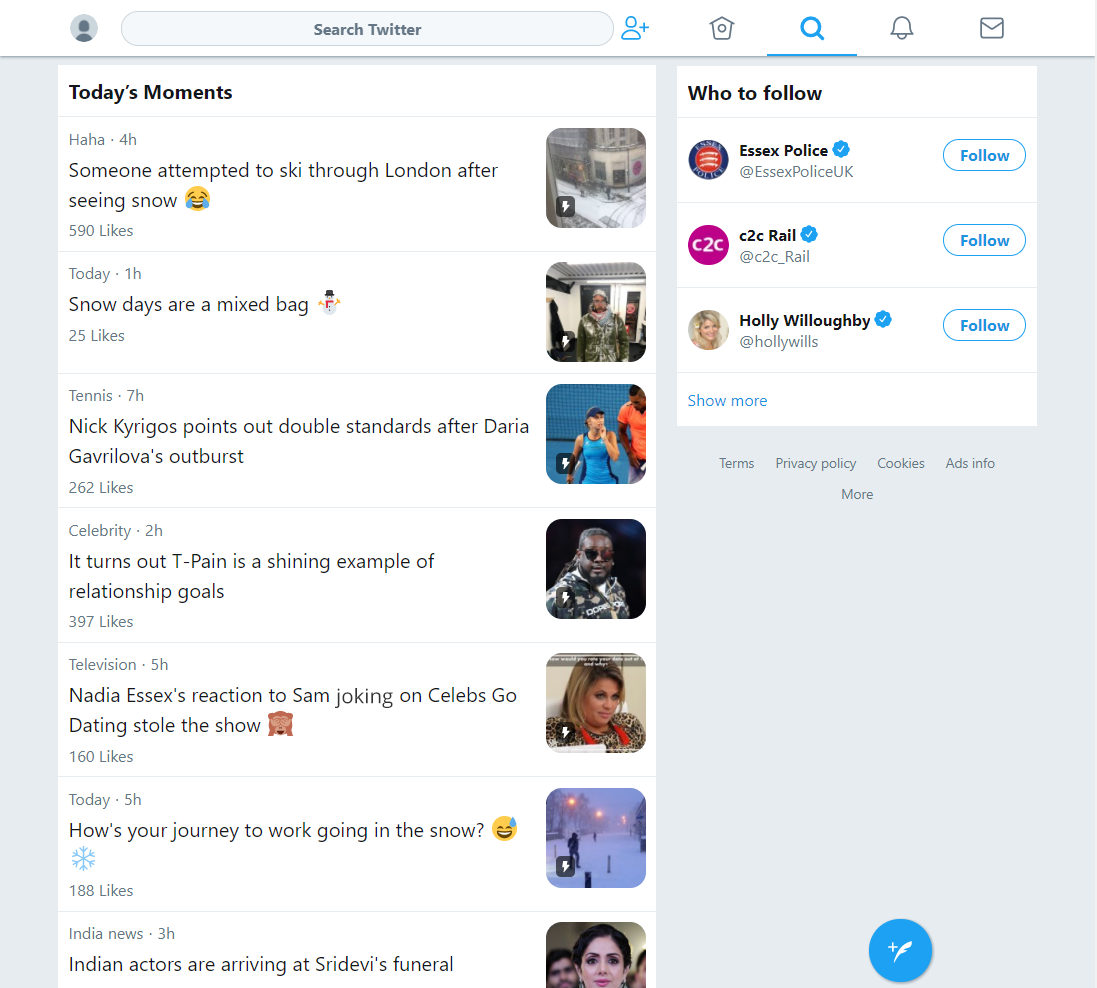 Search Twitter
Today's Moments
Haha · 4h
Someone attempted to ski through London after
seeing snow 😂
590 Likes
Today · 1h
Snow days are a mixed bag ⛄
25 Likes
Tennis · 7h
Nick Kyrigos points out double standards after Daria
Gavrilova's outburst
262 Likes
Celebrity · 2h
It turns out T-Pain is a shining example of
relationship goals
397 Likes
Television · 5h
Nadia Essex's reaction to Sam joking on Celebs Go
Dating stole the show 🙈
160 Likes
Today · 5h
How's your journey to work going in the snow? 😅
❄
188 Likes
India news · 3h
Indian actors are arriving at Sridevi's funeral
Who to follow
Essex Police
@EssexPoliceUK
Follow
c2c
c2c Rail
@c2c_Rail
Follow
Holly Willoughby
@hollywills
Follow
Show more
Terms Privacy policy Cookies Ads info
More